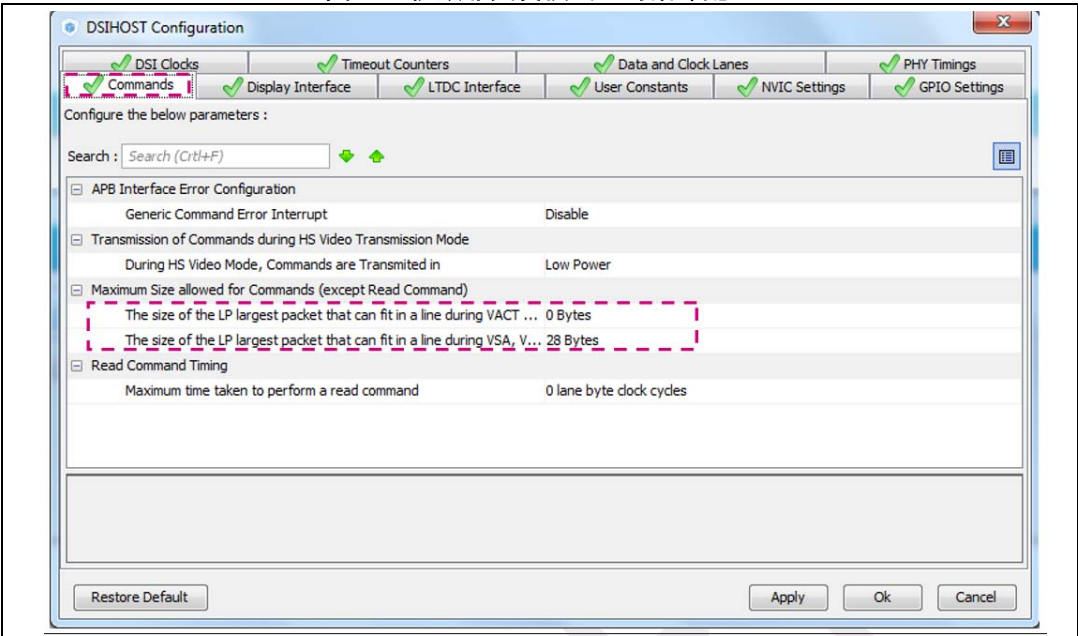 DSIHOST Configuration
DSI Clocks Timeout Counters Data and Clock Lanes PHY Timings
Commands Display Interface LTDC Interface User Constants NVIC Settings GPIO Settings
Configure the below parameters :
Search : Search (Crtl+F)
APB Interface Error Configuration
Generic Command Error Interrupt Disable
Transmission of Commands during HS Video Transmission Mode
During HS Video Mode, Commands are Transmited in Low Power
Maximum Size allowed for Commands (except Read Command)
The size of the LP largest packet that can fit in a line during VACT ... 0 Bytes
The size of the LP largest packet that can fit in a line during VSA, V... 28 Bytes
Read Command Timing
Maximum time taken to perform a read command 0 lane byte clock cycles
Restore Default Apply Ok Cancel